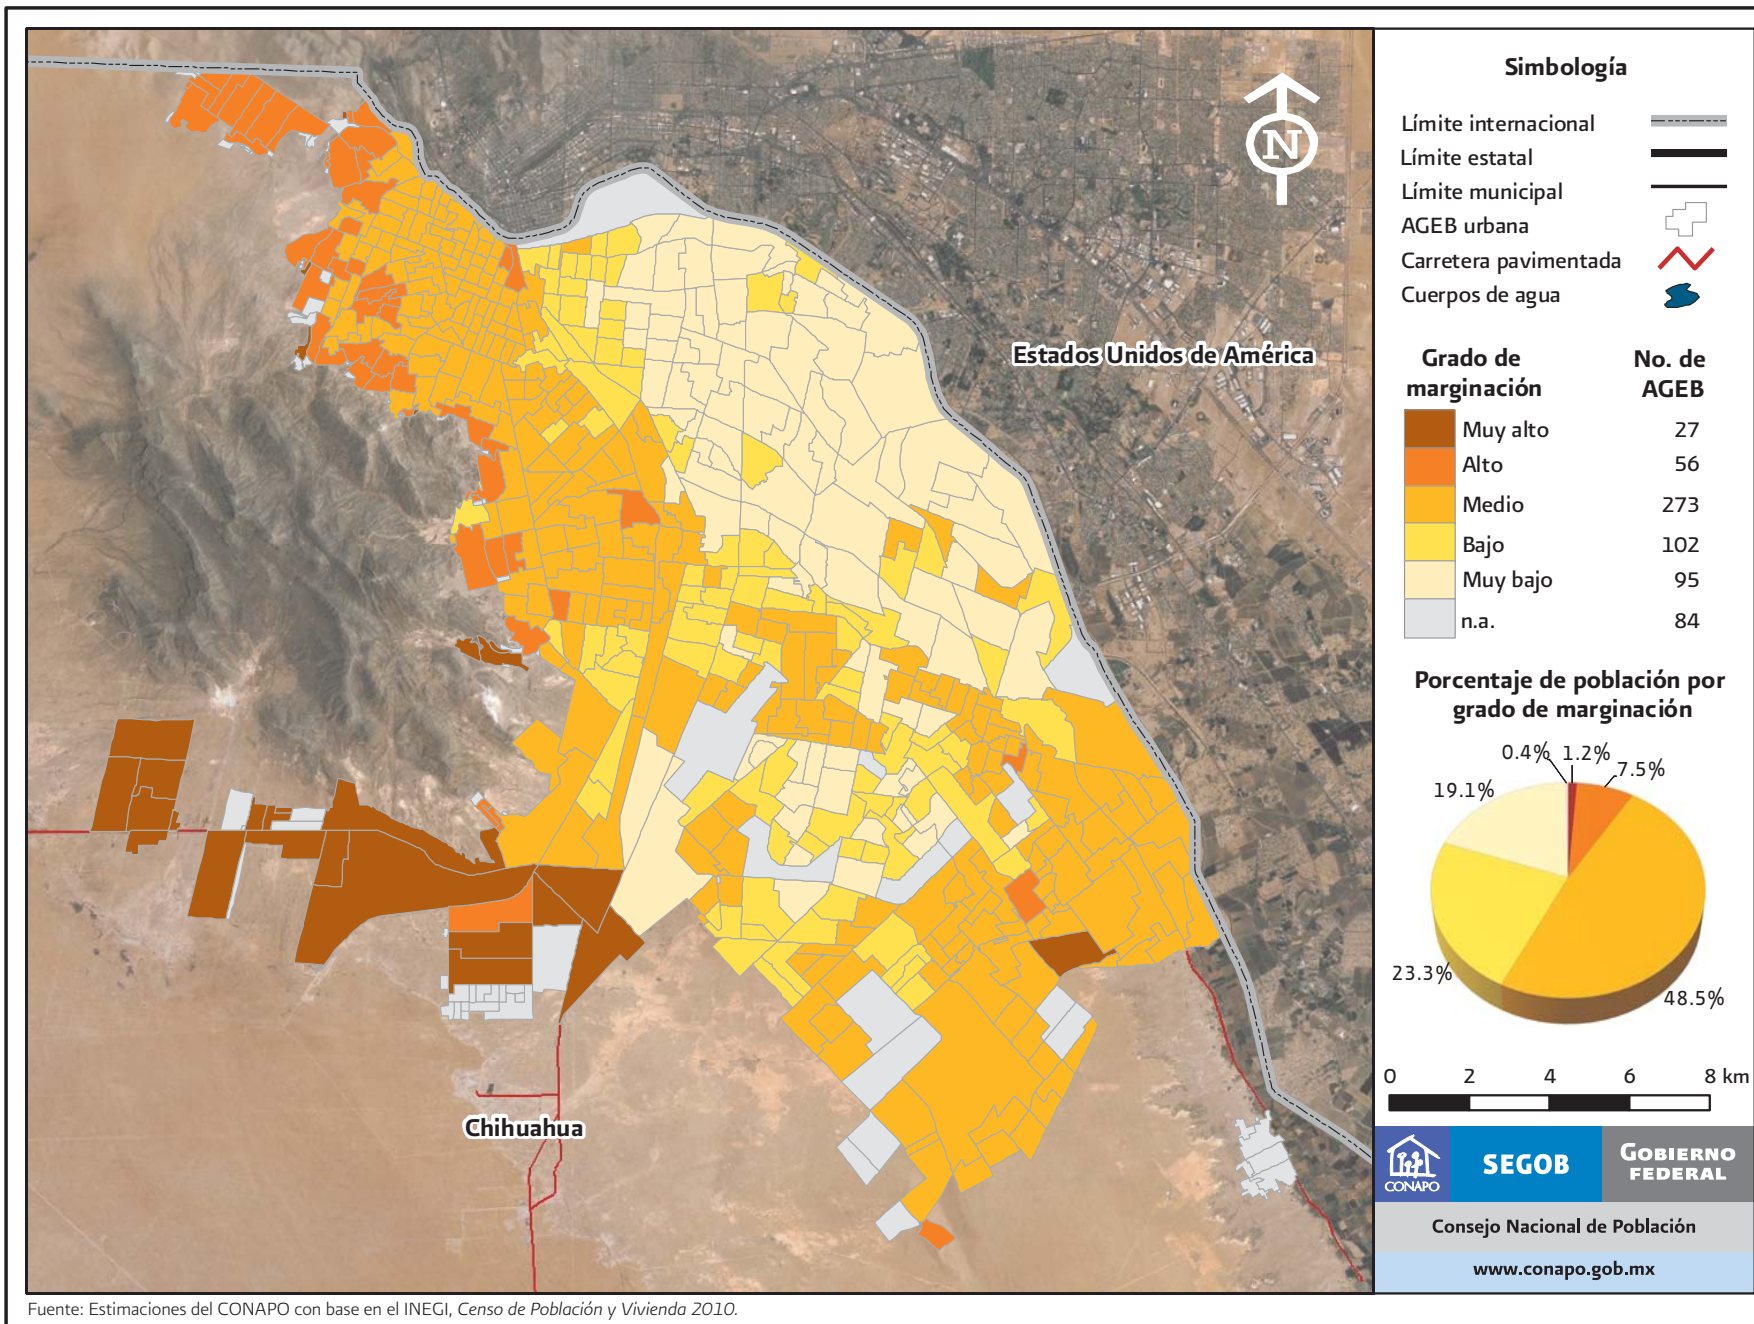 Simbología
Límite internacional
Límite estatal
Límite municipal
AGEB urbana
Carretera pavimentada
Cuerpos de agua
Grado de marginación
No. de AGEB
Muy alto 27
Alto 56
Medio 273
Bajo 102
Muy bajo 95
n.a. 84
Porcentaje de población por
grado de marginación
0.4% 1.2%
7.5%
19.1%
23.3%
48.5%
0 2 4 6 8 km
CONAPO
SEGOB
GOBIERNO
FEDERAL
Consejo Nacional de Población
www.conapo.gob.mx
N
Estados Unidos de América
Chihuahua
Fuente: Estimaciones del CONAPO con base en el INEGI, Censo de Población y Vivienda 2010.